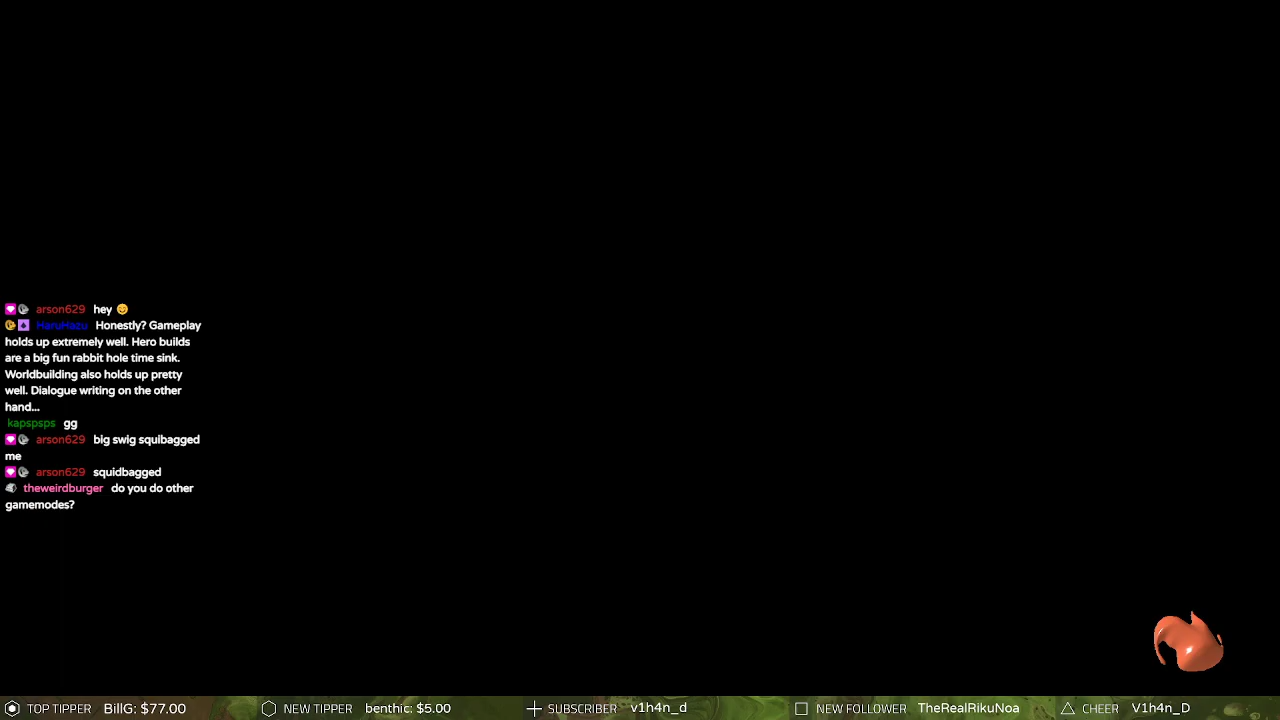 arson629 hey 😊
HaruHazu Honestly? Gameplay
holds up extremely well. Hero builds
are a big fun rabbit hole time sink.
Worldbuilding also holds up pretty
well. Dialogue writing on the other
hand...
kapspsps gg
arson629 big swig squibagged
me
arson629 squidbagged
theweirdburger do you do other
gamemodes?
TOP TIPPER BillG: $77.00 NEW TIPPER benthic: $5.00 SUBSCRIBER v1h4n_d NEW FOLLOWER TheRealRikuNoa CHEER V1h4n_D